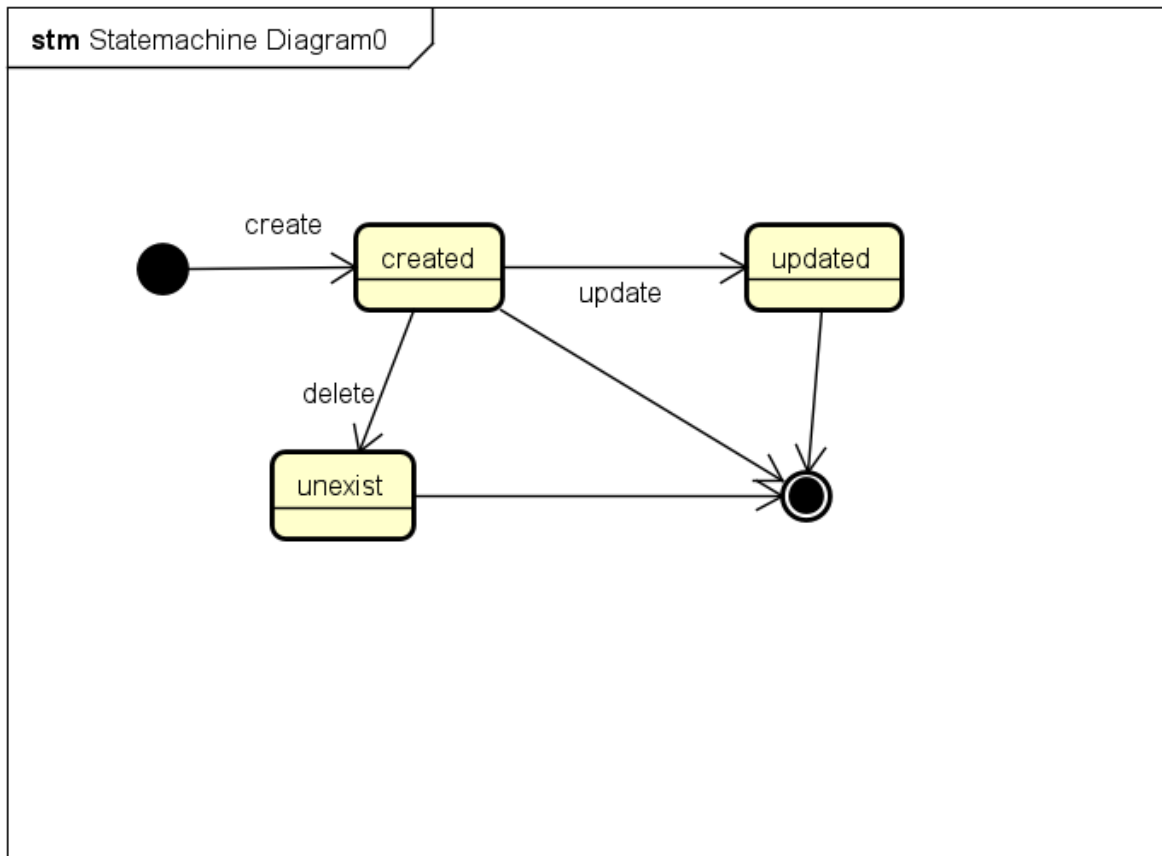 stm Statemachine Diagram0
create
created
updated
update
delete
unexist